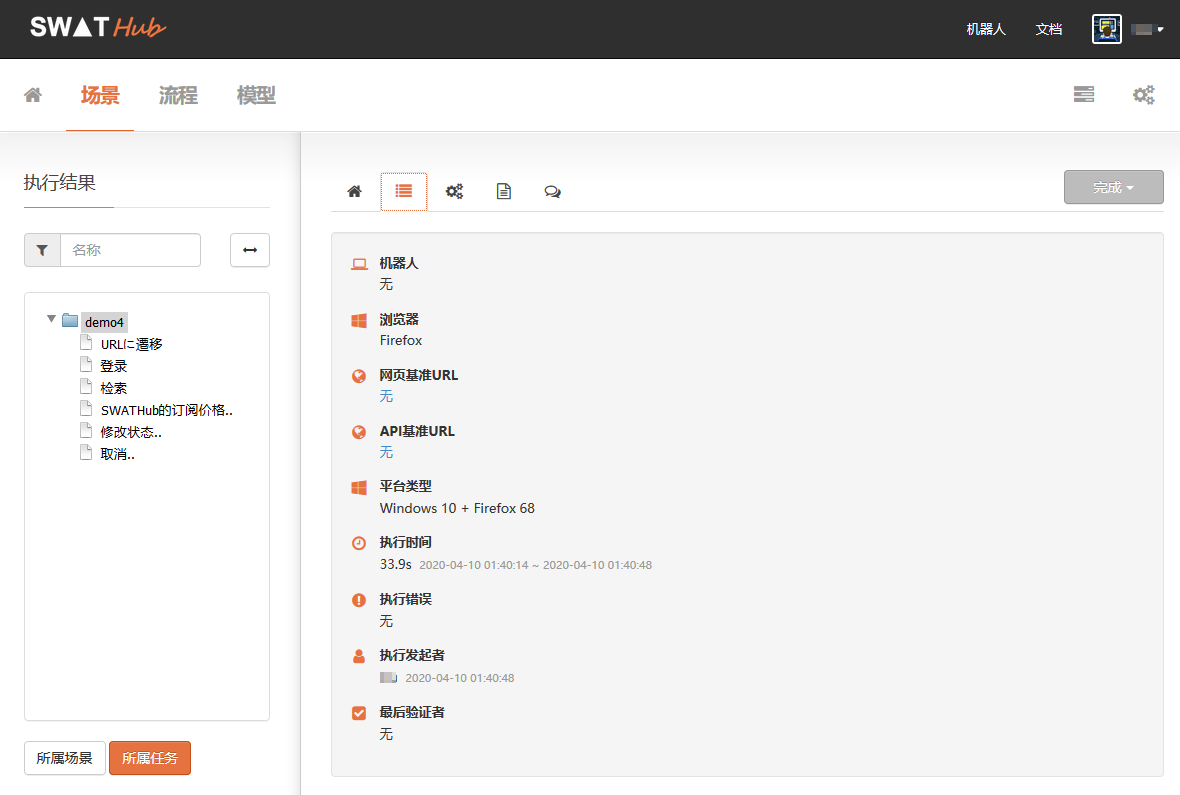 SWAT Hub
机器人
文档
场景
流程
模型
执行结果
完成
名称
demo4
URLに遷移
登录
检索
SWATHub的订阅价格..
修改状态..
取消..
机器人
无
浏览器
Firefox
网页基准URL
无
API基准URL
无
平台类型
Windows 10 + Firefox 68
执行时间
33.9s 2020-04-10 01:40:14 ~ 2020-04-10 01:40:48
执行错误
无
执行发起者
2020-04-10 01:40:48
最后验证者
无
所属场景
所属任务